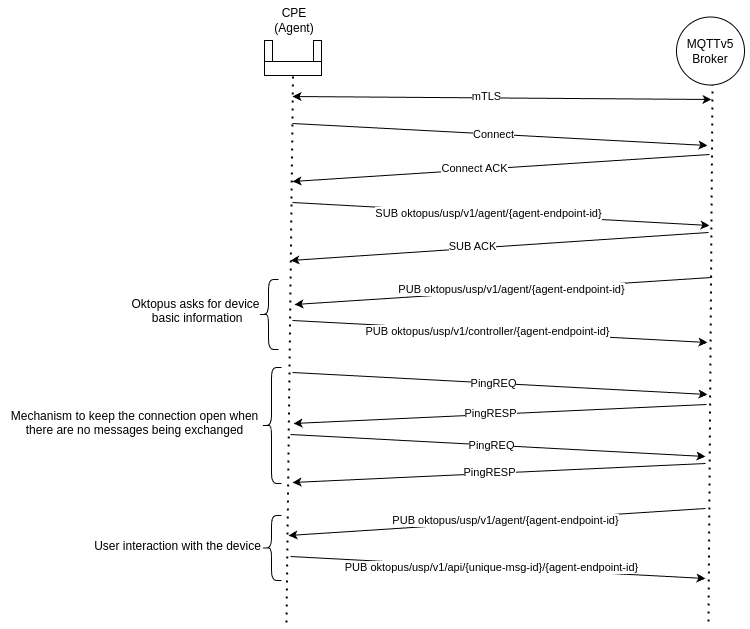 CPE
(Agent)
MQTTv5
Broker
mTLS
Connect
Connect ACK
SUB oktopus/usp/v1/agent/{agent-endpoint-id}
SUB ACK
PUB oktopus/usp/v1/agent/{agent-endpoint-id}
Oktopus asks for device
basic information
PUB oktopus/usp/v1/controller/{agent-endpoint-id}
PingREQ
Mechanism to keep the connection open when
there are no messages being exchanged
PingRESP
PingREQ
PingRESP
PUB oktopus/usp/v1/agent/{agent-endpoint-id}
User interaction with the device
PUB oktopus/usp/v1/api/{unique-msg-id}/{agent-endpoint-id}